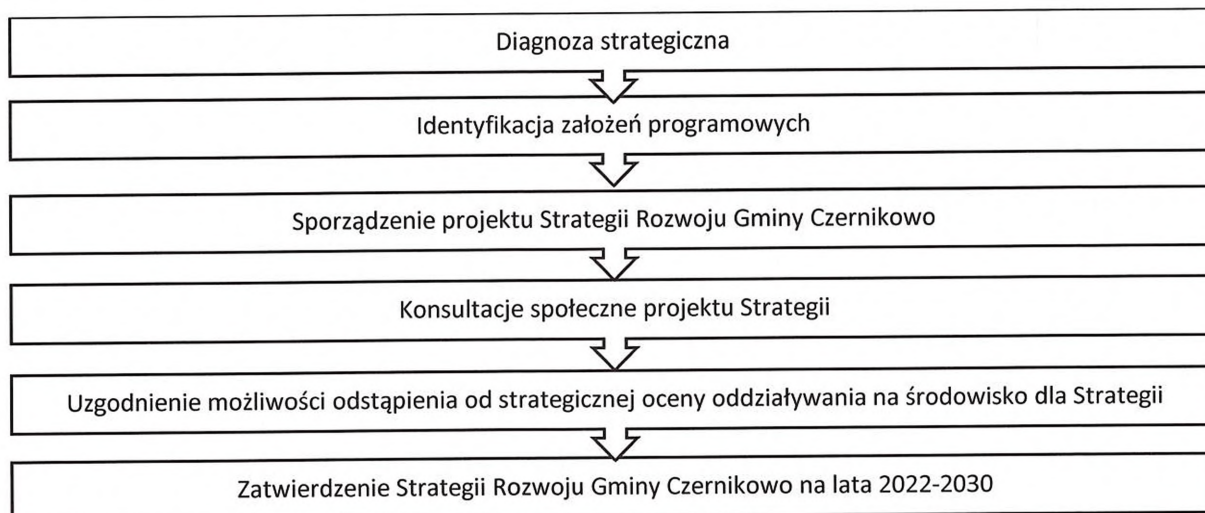 Diagnoza strategiczna
Identyfikacja założeń programowych
Sporządzenie projektu Strategii Rozwoju Gminy Czernikowo
Konsultacje społeczne projektu Strategii
Uzgodnienie możliwości odstąpienia od strategicznej oceny oddziaływania na środowisko dla Strategii
Zatwierdzenie Strategii Rozwoju Gminy Czernikowo na lata 2022-2030